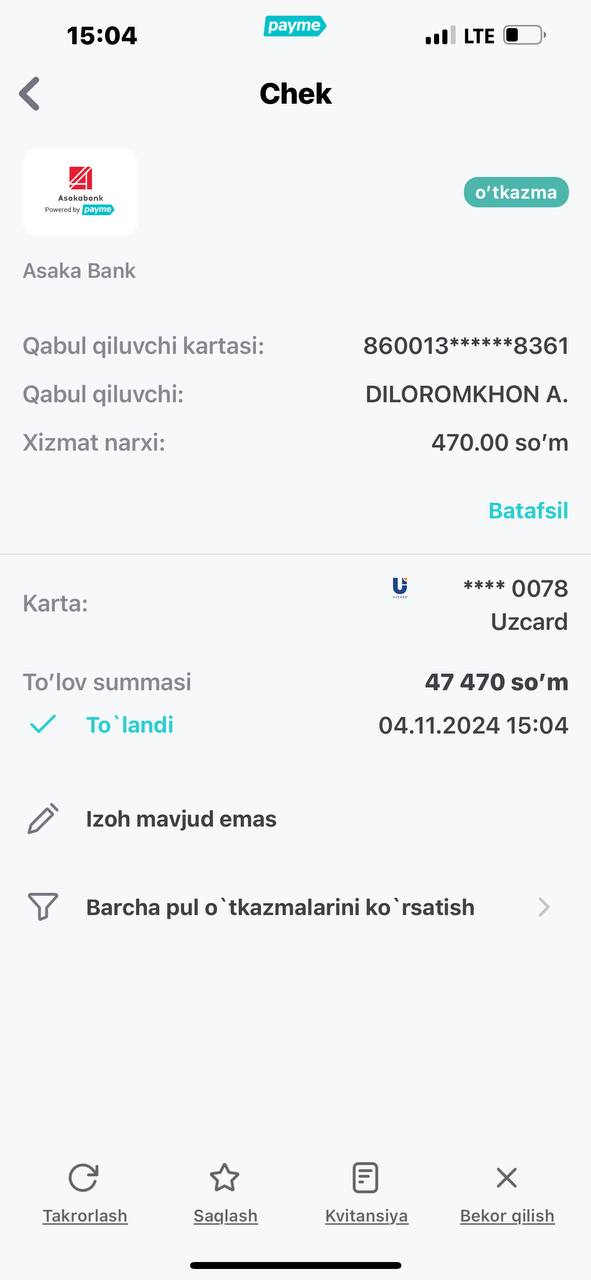 15:04
payme
LTE
Chek
Asakabank
Powered by payme
o‘tkazma
Asaka Bank
Qabul qiluvchi kartasi: 860013******8361
Qabul qiluvchi: DILOROMKHON A.
Xizmat narxi: 470.00 so‘m
Batafsil
Karta: **** 0078
Uzcard
To‘lov summasi 47 470 so‘m
To`landi 04.11.2024 15:04
Izoh mavjud emas
Barcha pul o`tkazmalarini ko`rsatish
Takrorlash Saqlash Kvitansiya Bekor qilish